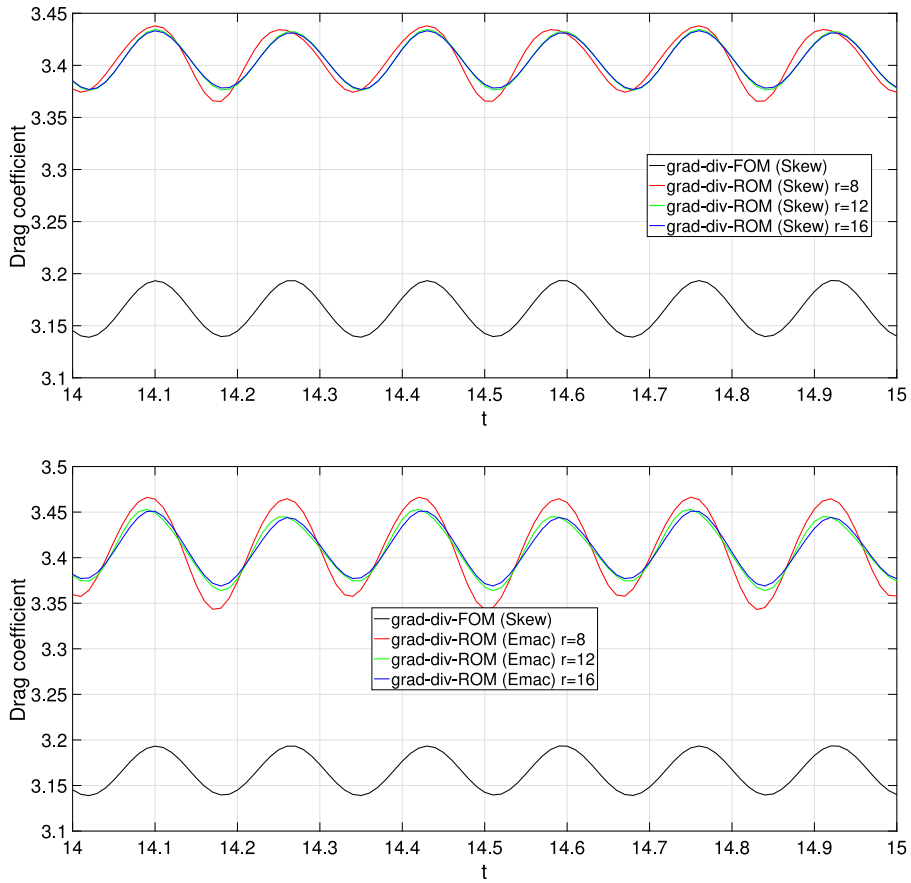 3.45
3.4
3.35
3.3
3.25
3.2
3.15
3.1
Drag coefficient
grad-div-FOM (Skew)
grad-div-ROM (Skew) r=8
grad-div-ROM (Skew) r=12
grad-div-ROM (Skew) r=16
14 14.1 14.2 14.3 14.4 14.5 14.6 14.7 14.8 14.9 15
t
3.5
3.45
3.4
3.35
3.3
3.25
3.2
3.15
3.1
Drag coefficient
grad-div-FOM (Skew)
grad-div-ROM (Emac) r=8
grad-div-ROM (Emac) r=12
grad-div-ROM (Emac) r=16
14 14.1 14.2 14.3 14.4 14.5 14.6 14.7 14.8 14.9 15
t